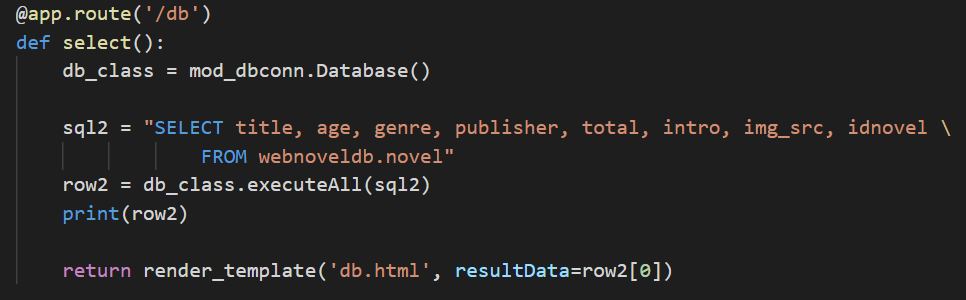 @app.route('/db')
def select():
db_class = mod_dbconn.Database()
sql2 = "SELECT title, age, genre, publisher, total, intro, img_src, idnovel \
FROM webnoveldb.novel"
row2 = db_class.executeAll(sql2)
print(row2)
return render_template('db.html', resultData=row2[0])